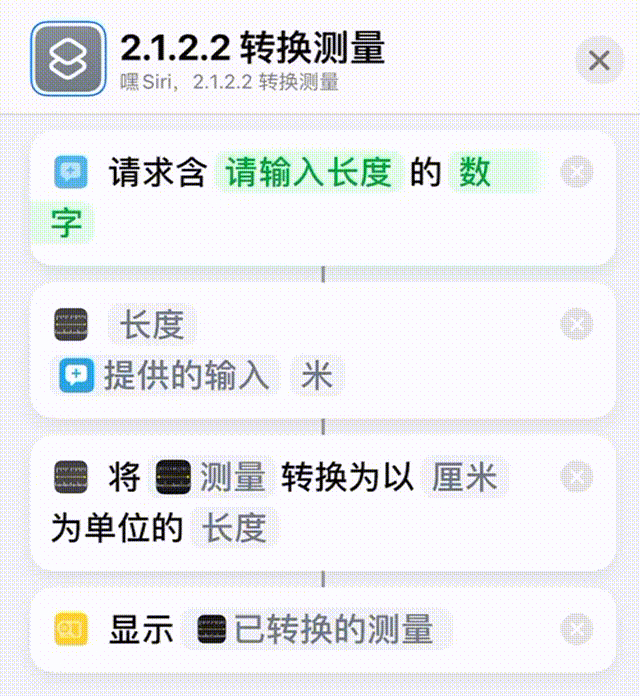 2.1.2.2 转换测量
嘿Siri，2.1.2.2 转换测量
请求含 请输入长度 的 数
字
长度
提供的输入 米
将 测量 转换为以 厘米
为单位的 长度
显示 已转换的测量